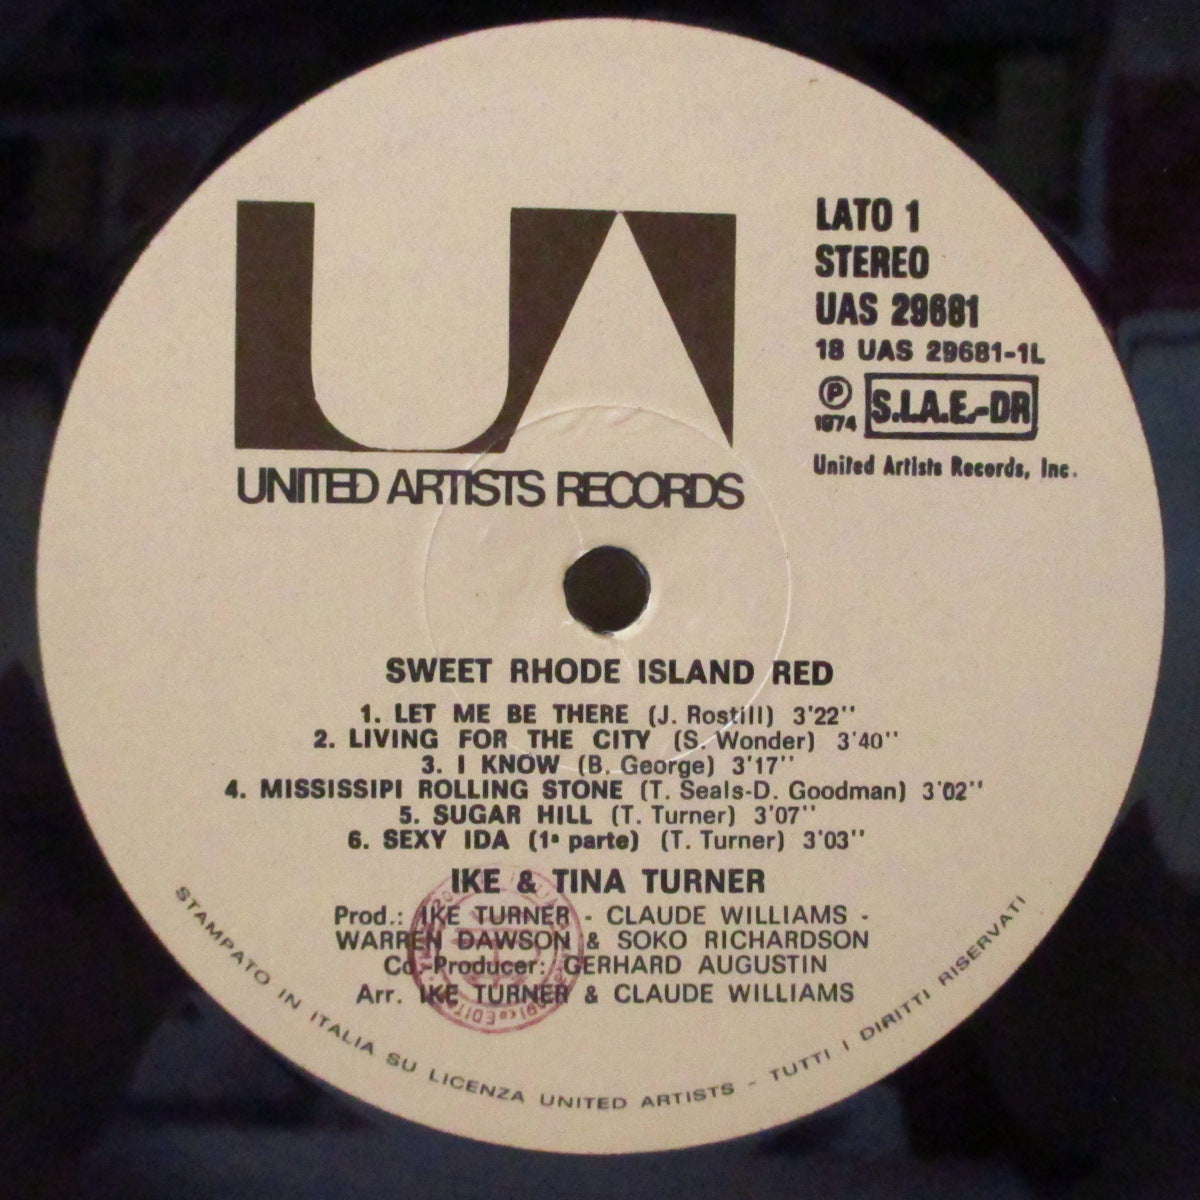 UA
UNITED ARTISTS RECORDS
LATO 1
STEREO
UAS 29681
18 UAS 29681-1L
Ⓟ 1974 S.I.A.E.-DR
United Artists Records, Inc.
SWEET RHODE ISLAND RED
1. LET ME BE THERE (J. Rostill) 3'22''
2. LIVING FOR THE CITY (S. Wonder) 3'40''
3. I KNOW (B. George) 3'17''
4. MISSISSIPI ROLLING STONE (T. Seals-D. Goodman) 3'02''
5. SUGAR HILL (T. Turner) 3'07''
6. SEXY IDA (1ª parte) (T. Turner) 3'03''
IKE & TINA TURNER
Prod.: IKE TURNER - CLAUDE WILLIAMS -
WARREN DAWSON & SOKO RICHARDSON
Co-Producer: GERHARD AUGUSTIN
Arr. IKE TURNER & CLAUDE WILLIAMS
STAMPATO IN ITALIA SU LICENZA UNITED ARTISTS - TUTTI I DIRITTI RISERVATI